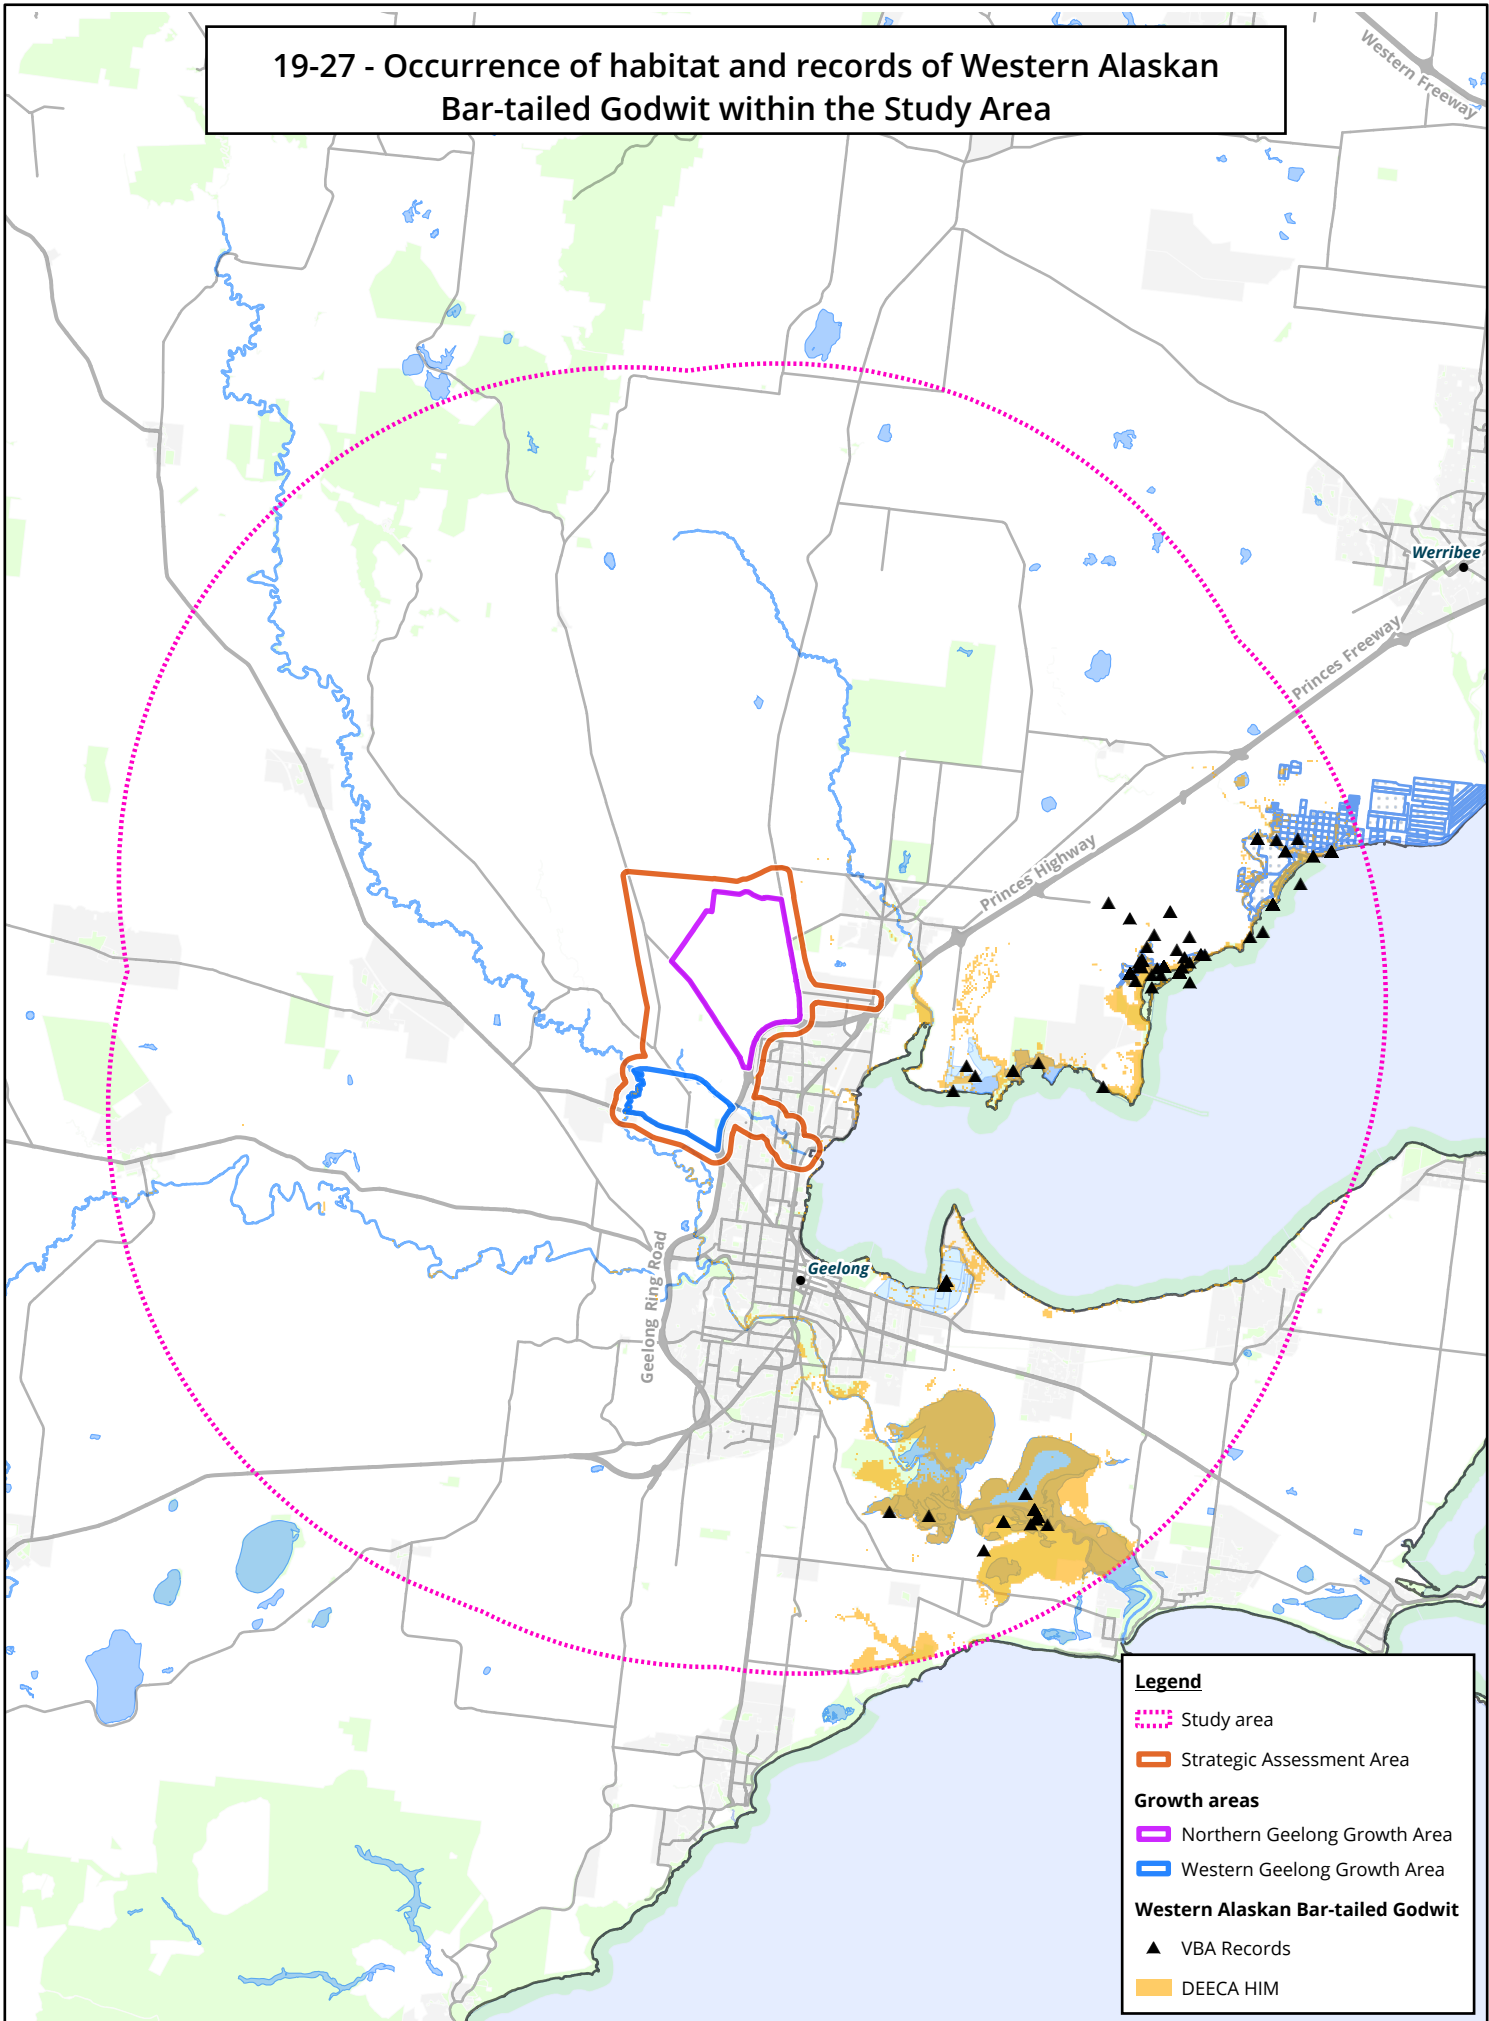 19-27 - Occurrence of habitat and records of Western Alaskan
Bar-tailed Godwit within the Study Area
Western Freeway
Werribee
Princes Freeway
Princes Highway
Geelong
Geelong Ring Road
Legend
Study area
Strategic Assessment Area
Growth areas
Northern Geelong Growth Area
Western Geelong Growth Area
Western Alaskan Bar-tailed Godwit
VBA Records
DEECA HIM